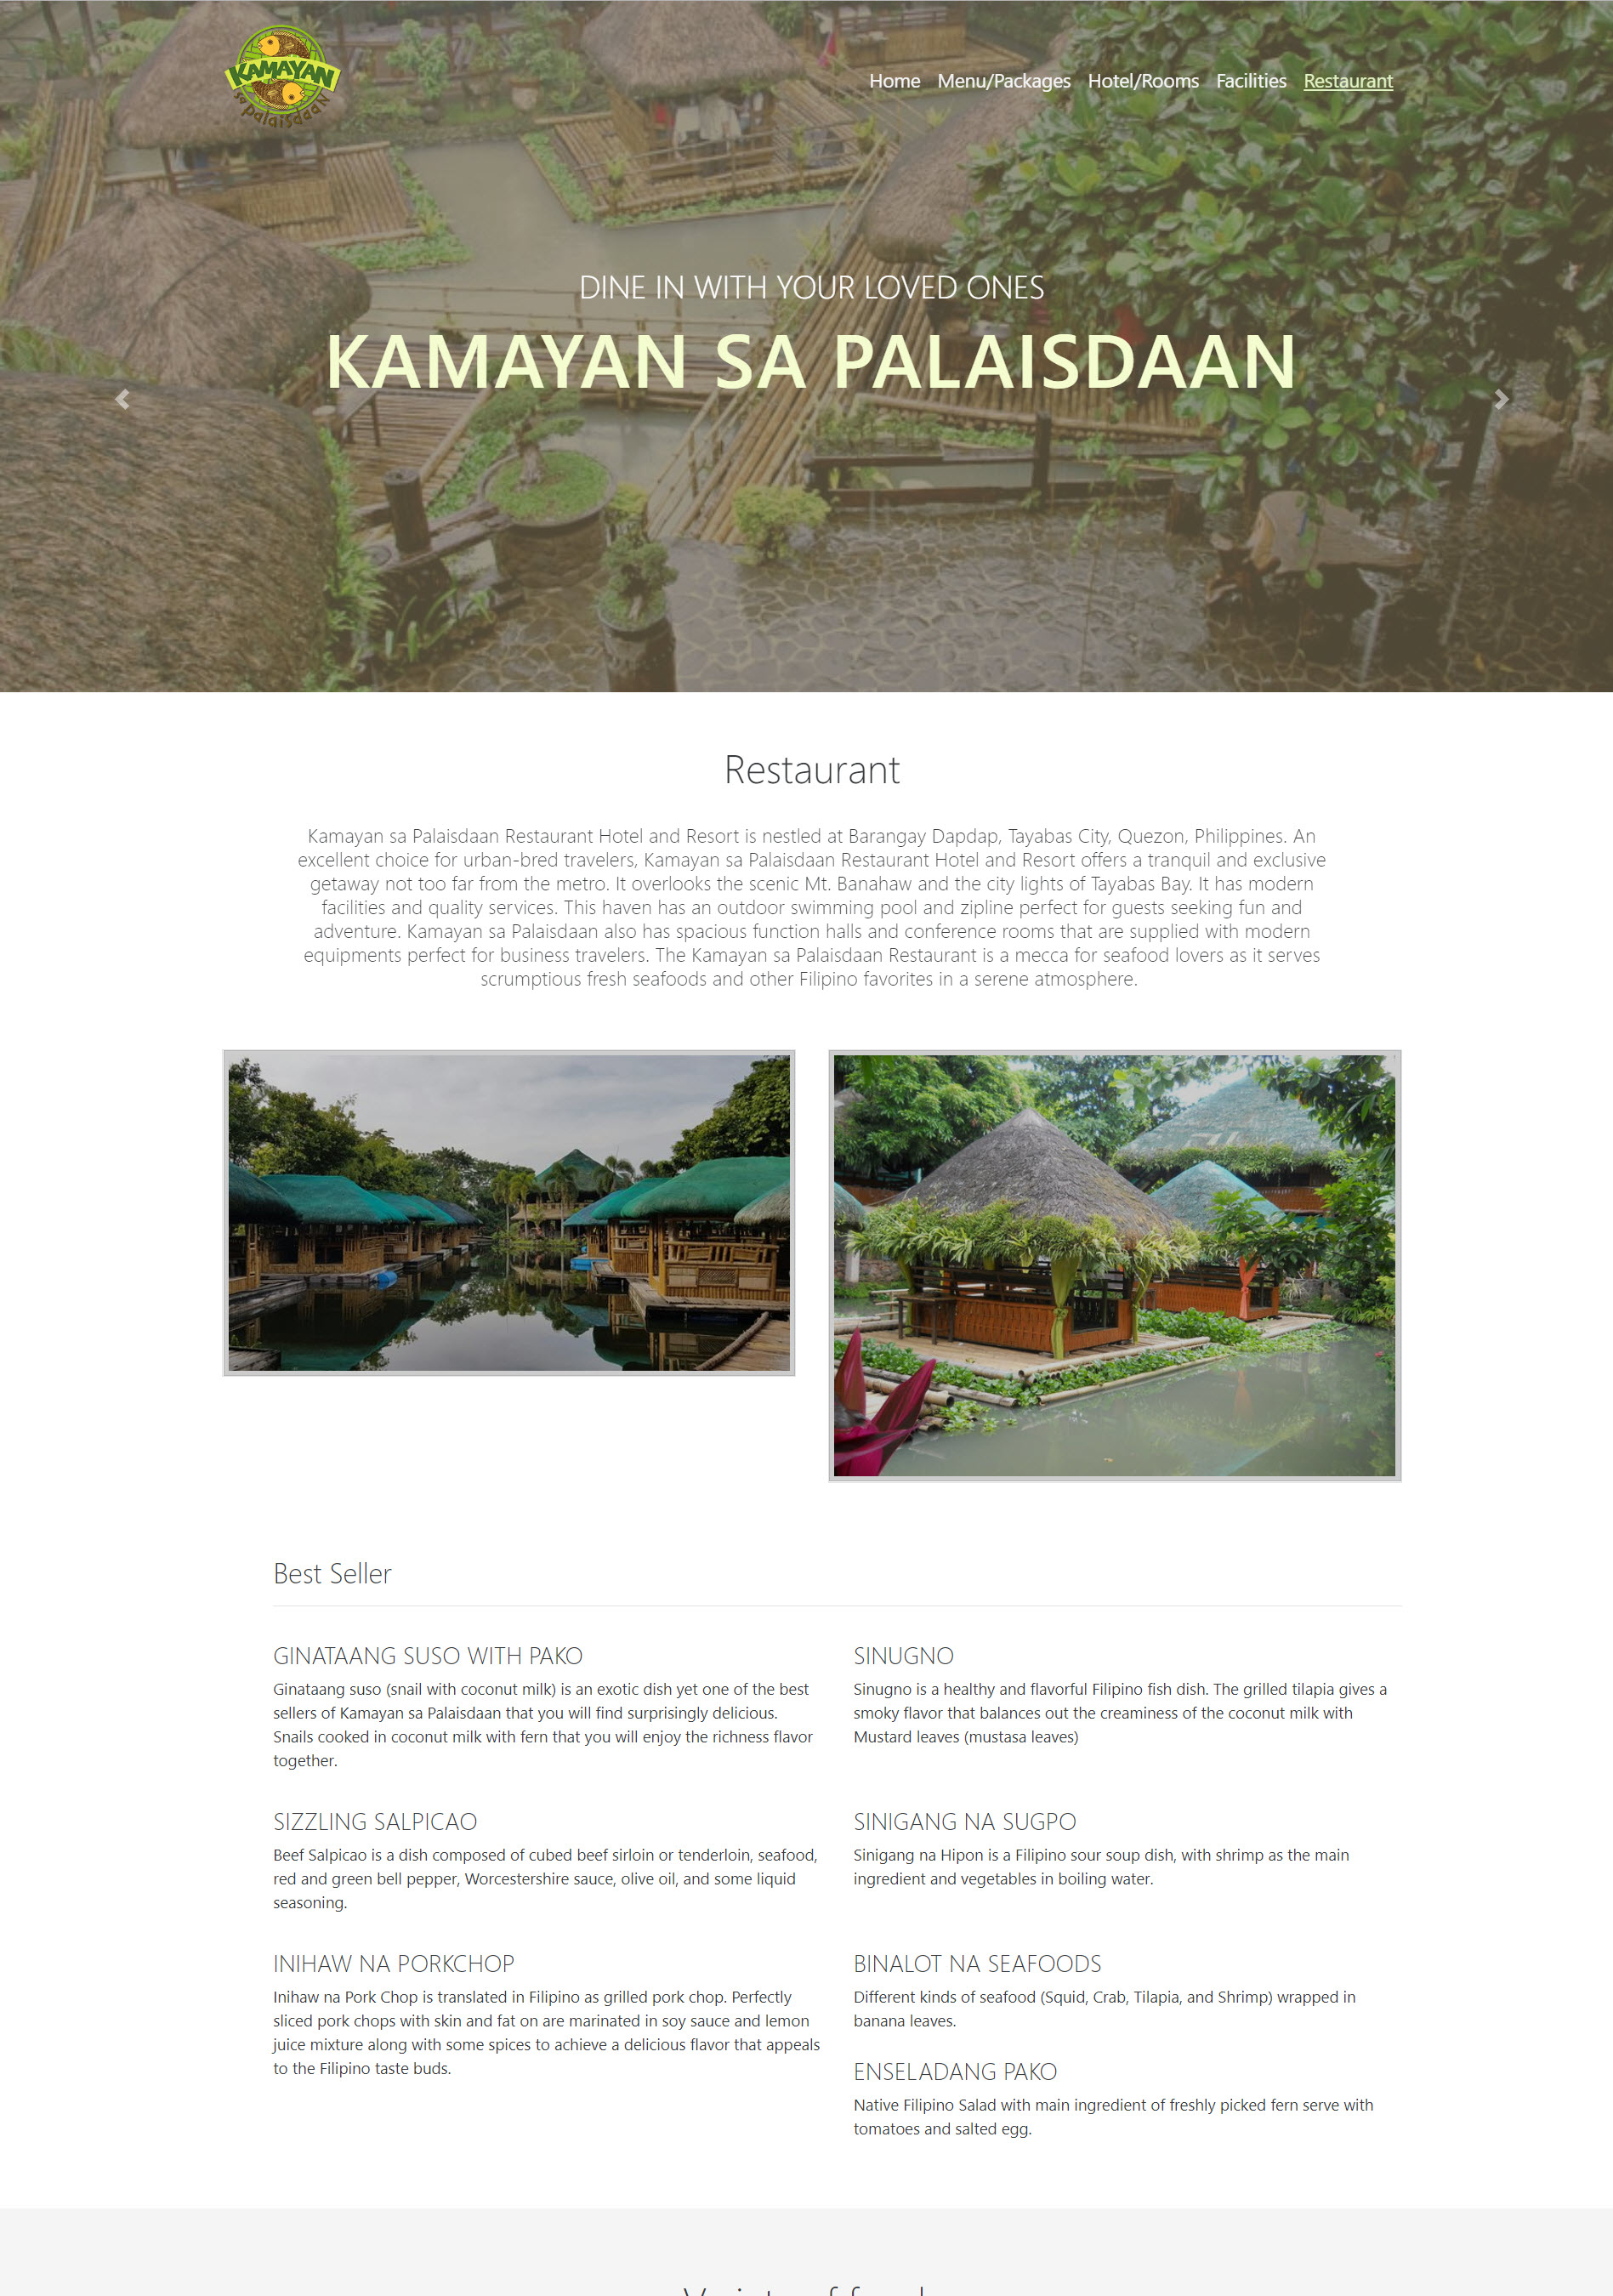 KAMAYAN
sa palaisdaan
Home Menu/Packages Hotel/Rooms Facilities Restaurant
DINE IN WITH YOUR LOVED ONES
KAMAYAN SA PALAISDAAN
Restaurant
Kamayan sa Palaisdaan Restaurant Hotel and Resort is nestled at Barangay Dapdap, Tayabas City, Quezon, Philippines. An
excellent choice for urban-bred travelers, Kamayan sa Palaisdaan Restaurant Hotel and Resort offers a tranquil and exclusive
getaway not too far from the metro. It overlooks the scenic Mt. Banahaw and the city lights of Tayabas Bay. It has modern
facilities and quality services. This haven has an outdoor swimming pool and zipline perfect for guests seeking fun and
adventure. Kamayan sa Palaisdaan also has spacious function halls and conference rooms that are supplied with modern
equipments perfect for business travelers. The Kamayan sa Palaisdaan Restaurant is a mecca for seafood lovers as it serves
scrumptious fresh seafoods and other Filipino favorites in a serene atmosphere.
Best Seller
GINATAANG SUSO WITH PAKO
Ginataang suso (snail with coconut milk) is an exotic dish yet one of the best
sellers of Kamayan sa Palaisdaan that you will find surprisingly delicious.
Snails cooked in coconut milk with fern that you will enjoy the richness flavor
together.
SINUGNO
Sinugno is a healthy and flavorful Filipino fish dish. The grilled tilapia gives a
smoky flavor that balances out the creaminess of the coconut milk with
Mustard leaves (mustasa leaves)
SIZZLING SALPICAO
Beef Salpicao is a dish composed of cubed beef sirloin or tenderloin, seafood,
red and green bell pepper, Worcestershire sauce, olive oil, and some liquid
seasoning.
SINIGANG NA SUGPO
Sinigang na Hipon is a Filipino sour soup dish, with shrimp as the main
ingredient and vegetables in boiling water.
INIHAW NA PORKCHOP
Inihaw na Pork Chop is translated in Filipino as grilled pork chop. Perfectly
sliced pork chops with skin and fat on are marinated in soy sauce and lemon
juice mixture along with some spices to achieve a delicious flavor that appeals
to the Filipino taste buds.
BINALOT NA SEAFOODS
Different kinds of seafood (Squid, Crab, Tilapia, and Shrimp) wrapped in
banana leaves.
ENSELADANG PAKO
Native Filipino Salad with main ingredient of freshly picked fern serve with
tomatoes and salted egg.